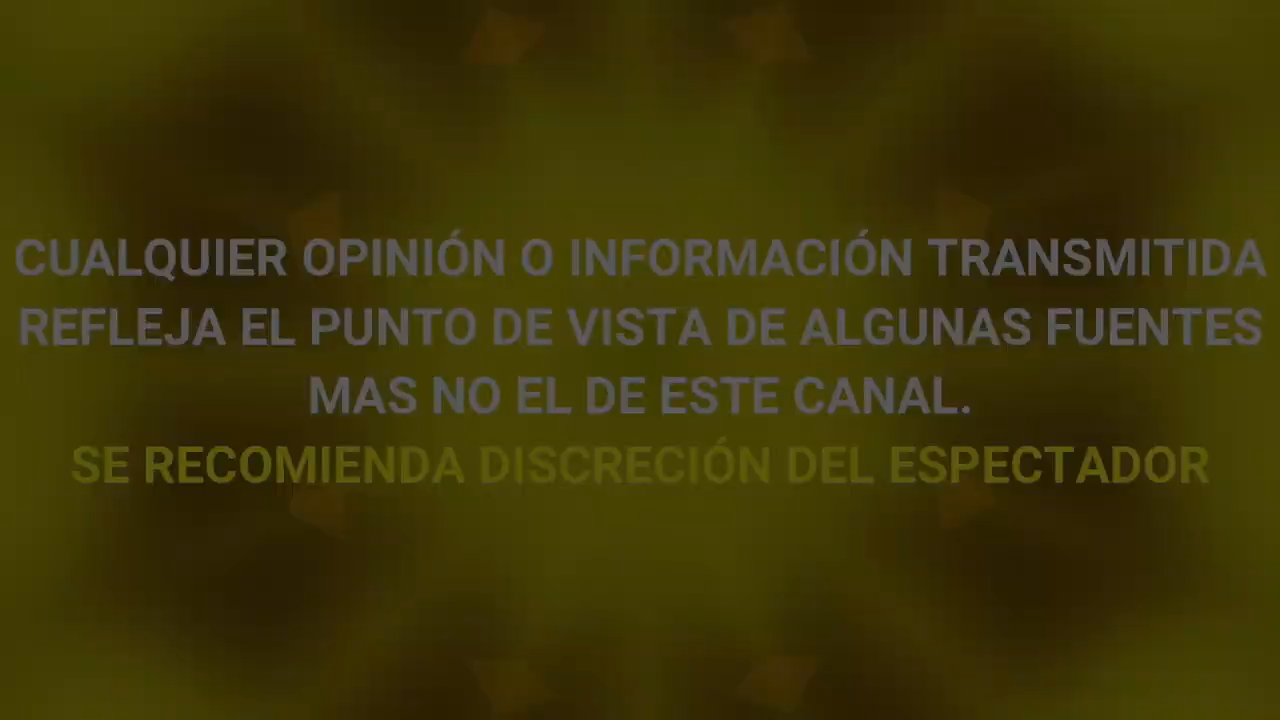 CUALQUIER OPINIÓN O INFORMACIÓN TRANSMITIDA
REFLEJA EL PUNTO DE VISTA DE ALGUNAS FUENTES
MAS NO EL DE ESTE CANAL.
SE RECOMIENDA DISCRECIÓN DEL ESPECTADOR